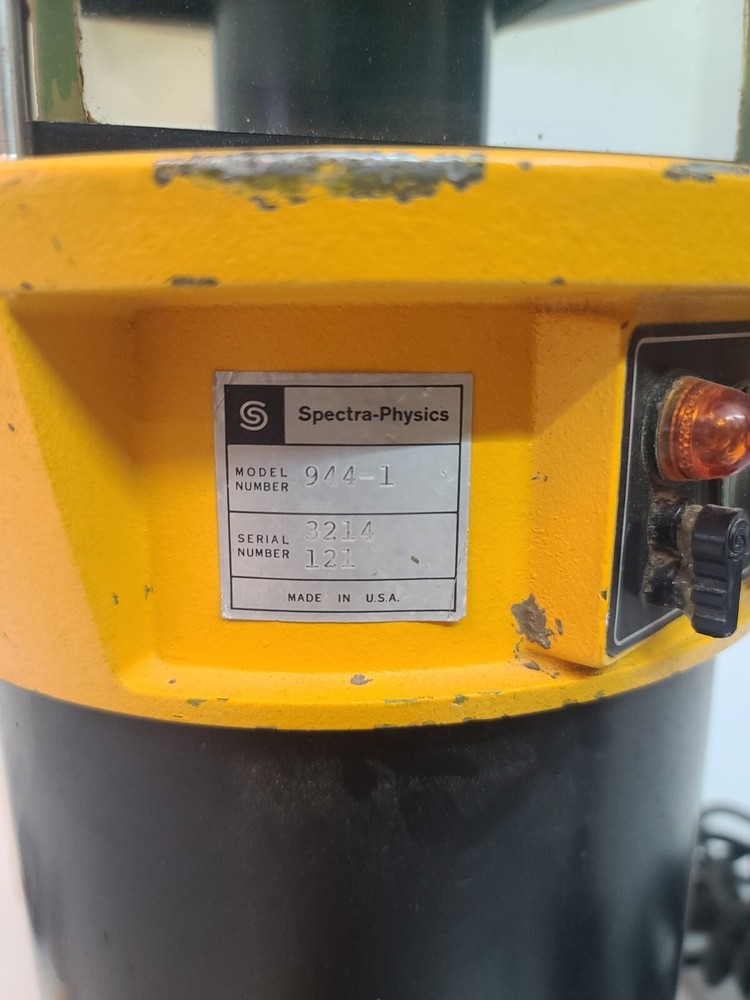 Spectra-Physics
MODEL NUMBER 944-1
SERIAL NUMBER 3214
121
MADE IN U.S.A.